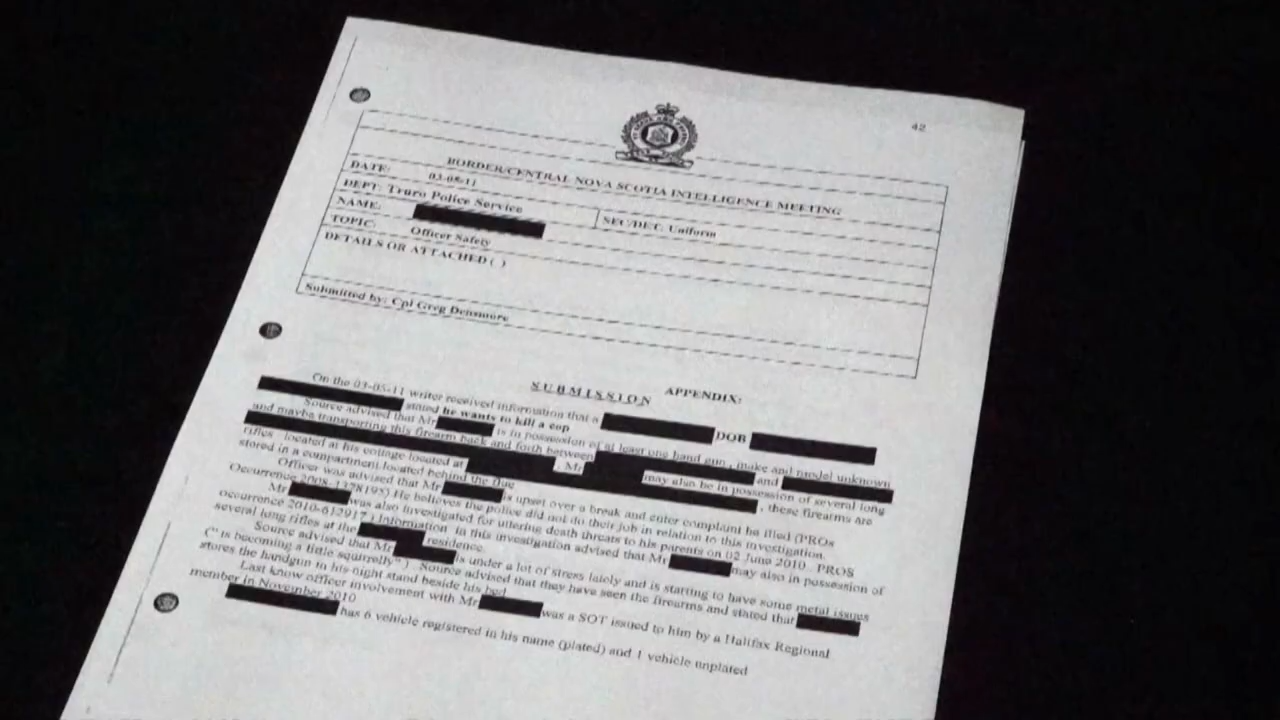 42
BORDER/CENTRAL NOVA SCOTIA INTELLIGENCE MEETING
DATE: 03-05-11
DEPT: Truro Police Service
SEC/DEC. Uniform
NAME:
TOPIC: Officer Safety
DETAILS OR ATTACHED ( )
Submitted by: Cpl Greg Densmore
SUBMISSION APPENDIX:
On the 03-05-11 writer received information that a DOB
stated he wants to kill a cop
Source advised that Mr is in possession of at least one hand gun, make and model unknown
and maybe transporting this firearm back and forth between and
Mr may also be in possession of several long
rifles located at his cottage located at , these firearms are
stored in a compartment located behind the flue
Officer was advised that Mr is upset over a break and enter complaint he filed (PROs
Occurrence 2008-1378195) He believes the police did not do their job in relation to this investigation.
Mr was also investigated for uttering death threats to his parents on 02 June 2010. PROS
occurrence 2010-612917 Information in this investigation advised that Mr may also in possession of
several long rifles at the residence.
Source advised that Mr is under a lot of stress lately and is starting to have some metal issues
(" is becoming a little squirrelly"). Source advised that they have seen the firearms and stated that
stores the handgun in his night stand beside his bed
Last know officer involvement with Mr was a SOT issued to him by a Halifax Regional
member in November 2010
has 6 vehicle registered in his name (plated) and 1 vehicle unplated